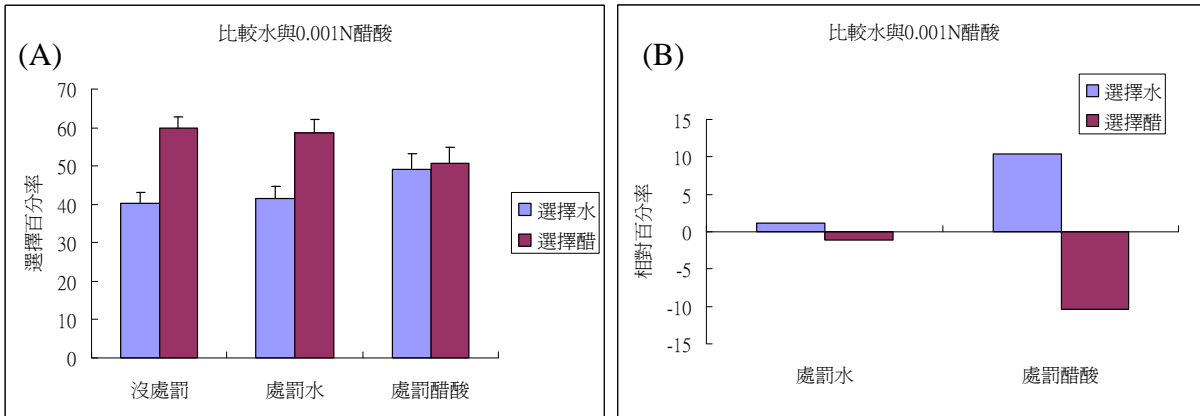 (A)
比較水與0.001N醋酸
選擇百分率
70
60
50
40
30
20
10
0
沒處罰 處罰水 處罰醋酸
選擇水
選擇醋
(B)
比較水與0.001N醋酸
選擇水
選擇醋
相對百分率
15
10
5
0
-5
-10
-15
處罰水 處罰醋酸